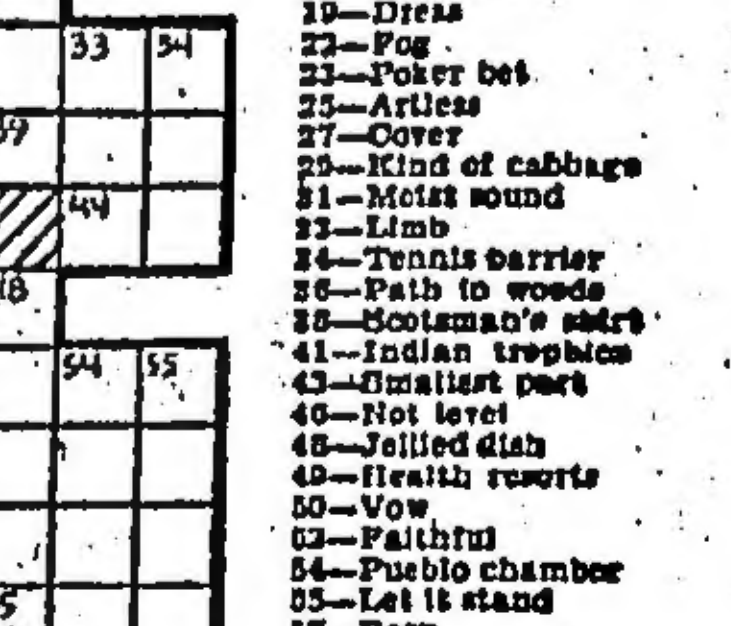 33 34
39
44
48
54 55
5
19—Dress
22—Fog
23—Poker bet
25—Artless
27—Cover
29—Kind of cabbage
31—Moist sound
33—Limb
34—Tennis barrier
36—Path in woods
38—Scotsman's skirt
41—Indian trophies
43—Smallest part
46—Not level
48—Jellied dish
49—Health resorts
50—Vow
52—Faithful
54—Pueblo chamber
55—Let it stand